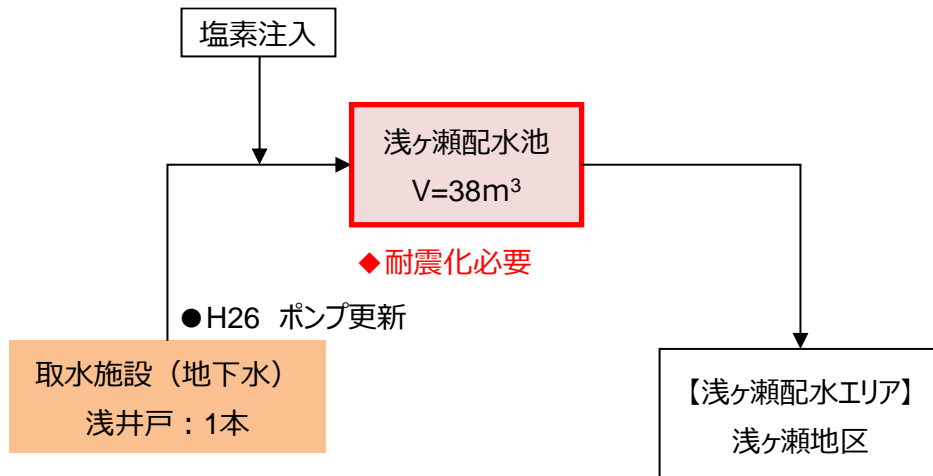 塩素注入
浅ヶ瀬配水池
V=38m³
◆耐震化必要
●H26 ポンプ更新
取水施設（地下水）
浅井戸：1本
【浅ヶ瀬配水エリア】
浅ヶ瀬地区